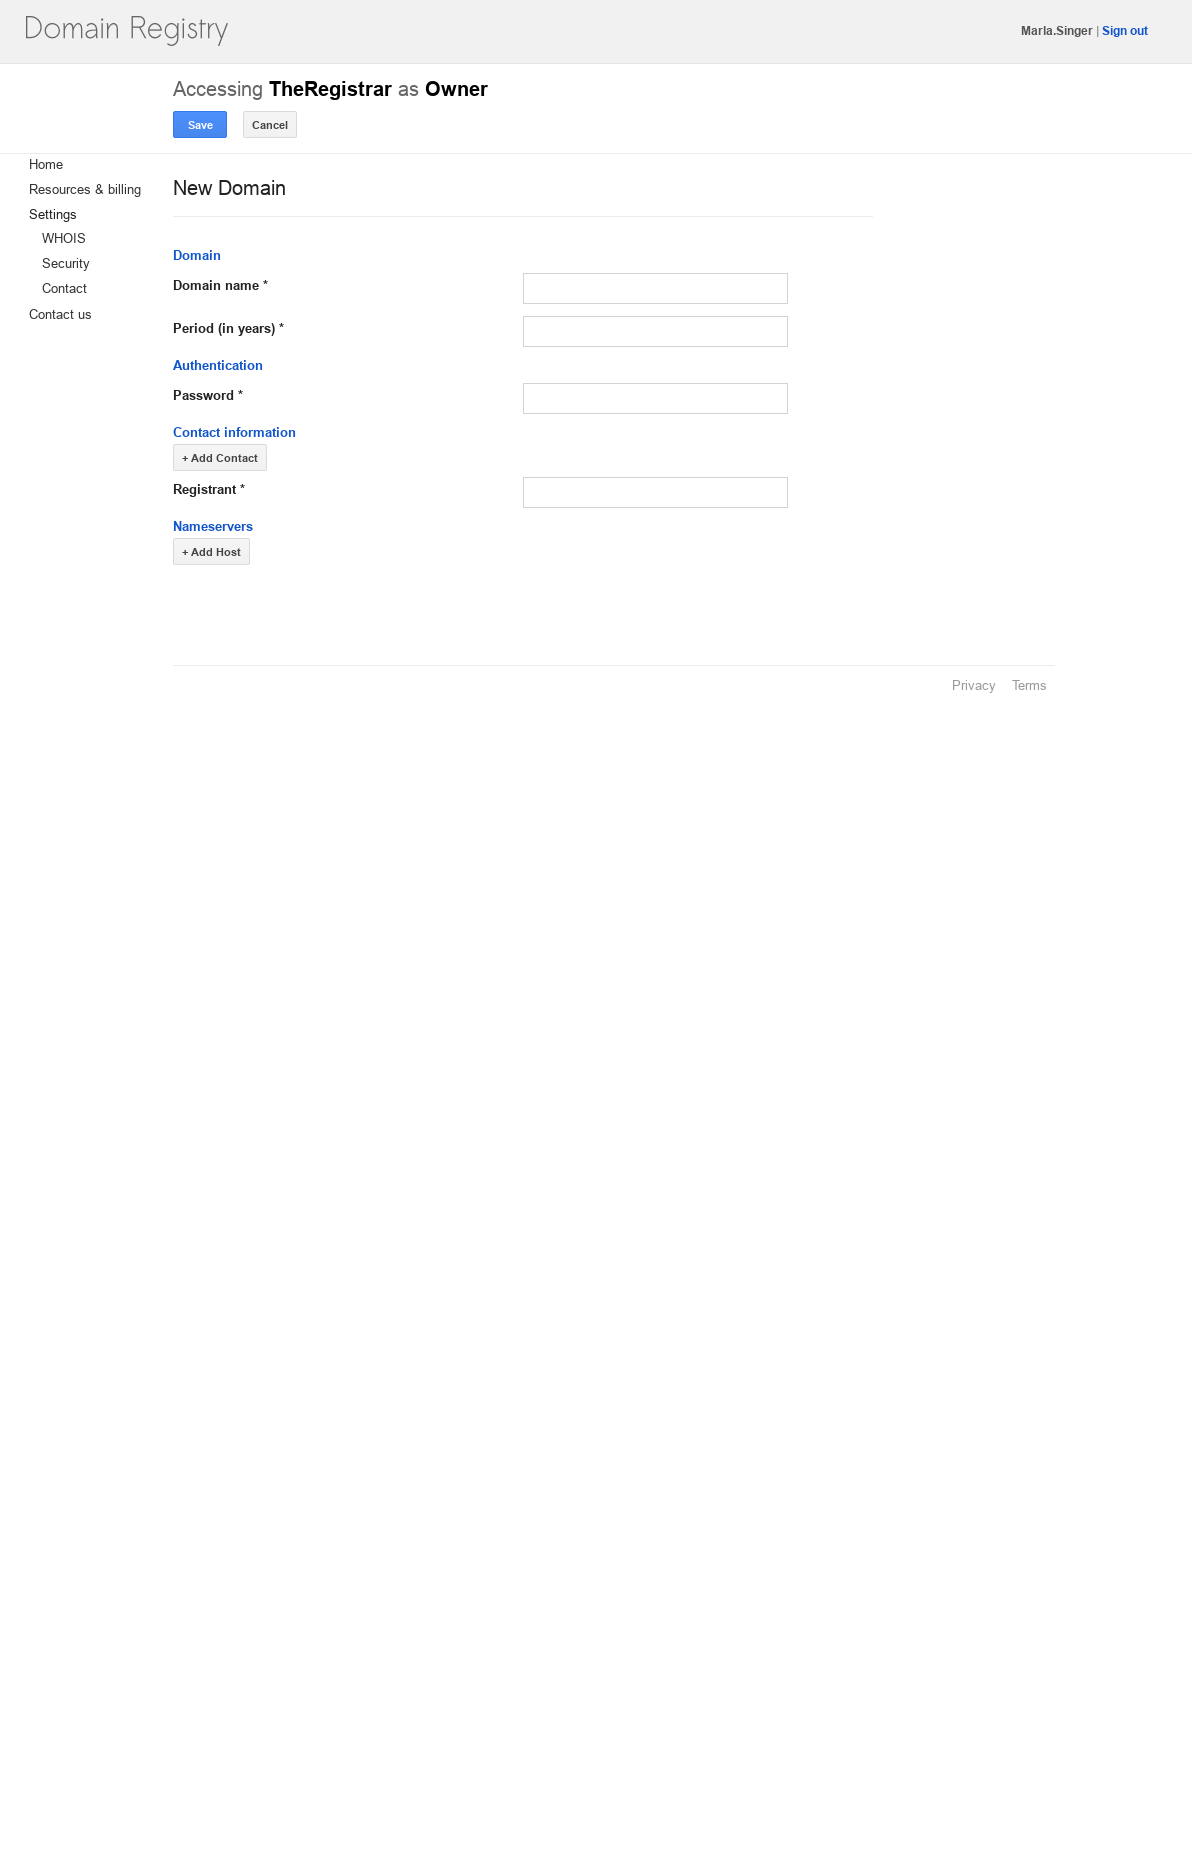 Domain Registry
Marla.Singer | Sign out
Accessing TheRegistrar as Owner
Save
Cancel
Home
Resources & billing
Settings
WHOIS
Security
Contact
Contact us
New Domain
Domain
Domain name *
Period (in years) *
Authentication
Password *
Contact information
+ Add Contact
Registrant *
Nameservers
+ Add Host
Privacy
Terms